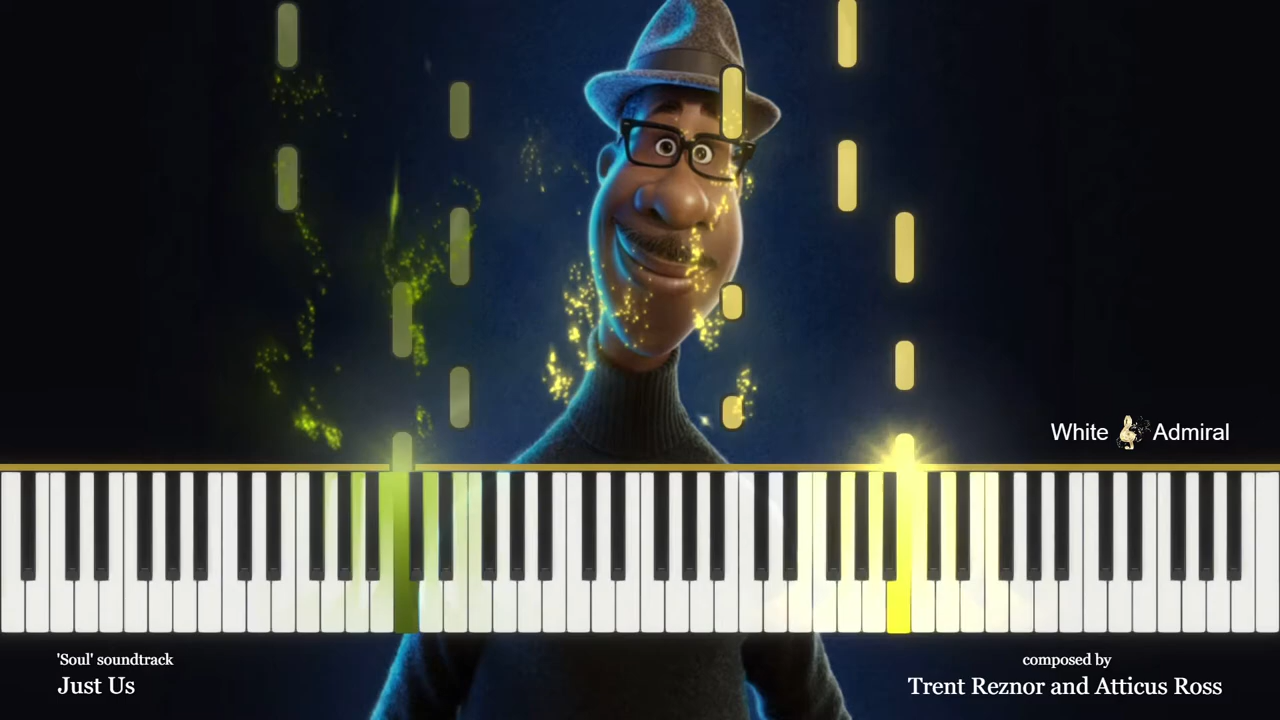 White Admiral
'Soul' soundtrack
Just Us
composed by
Trent Reznor and Atticus Ross